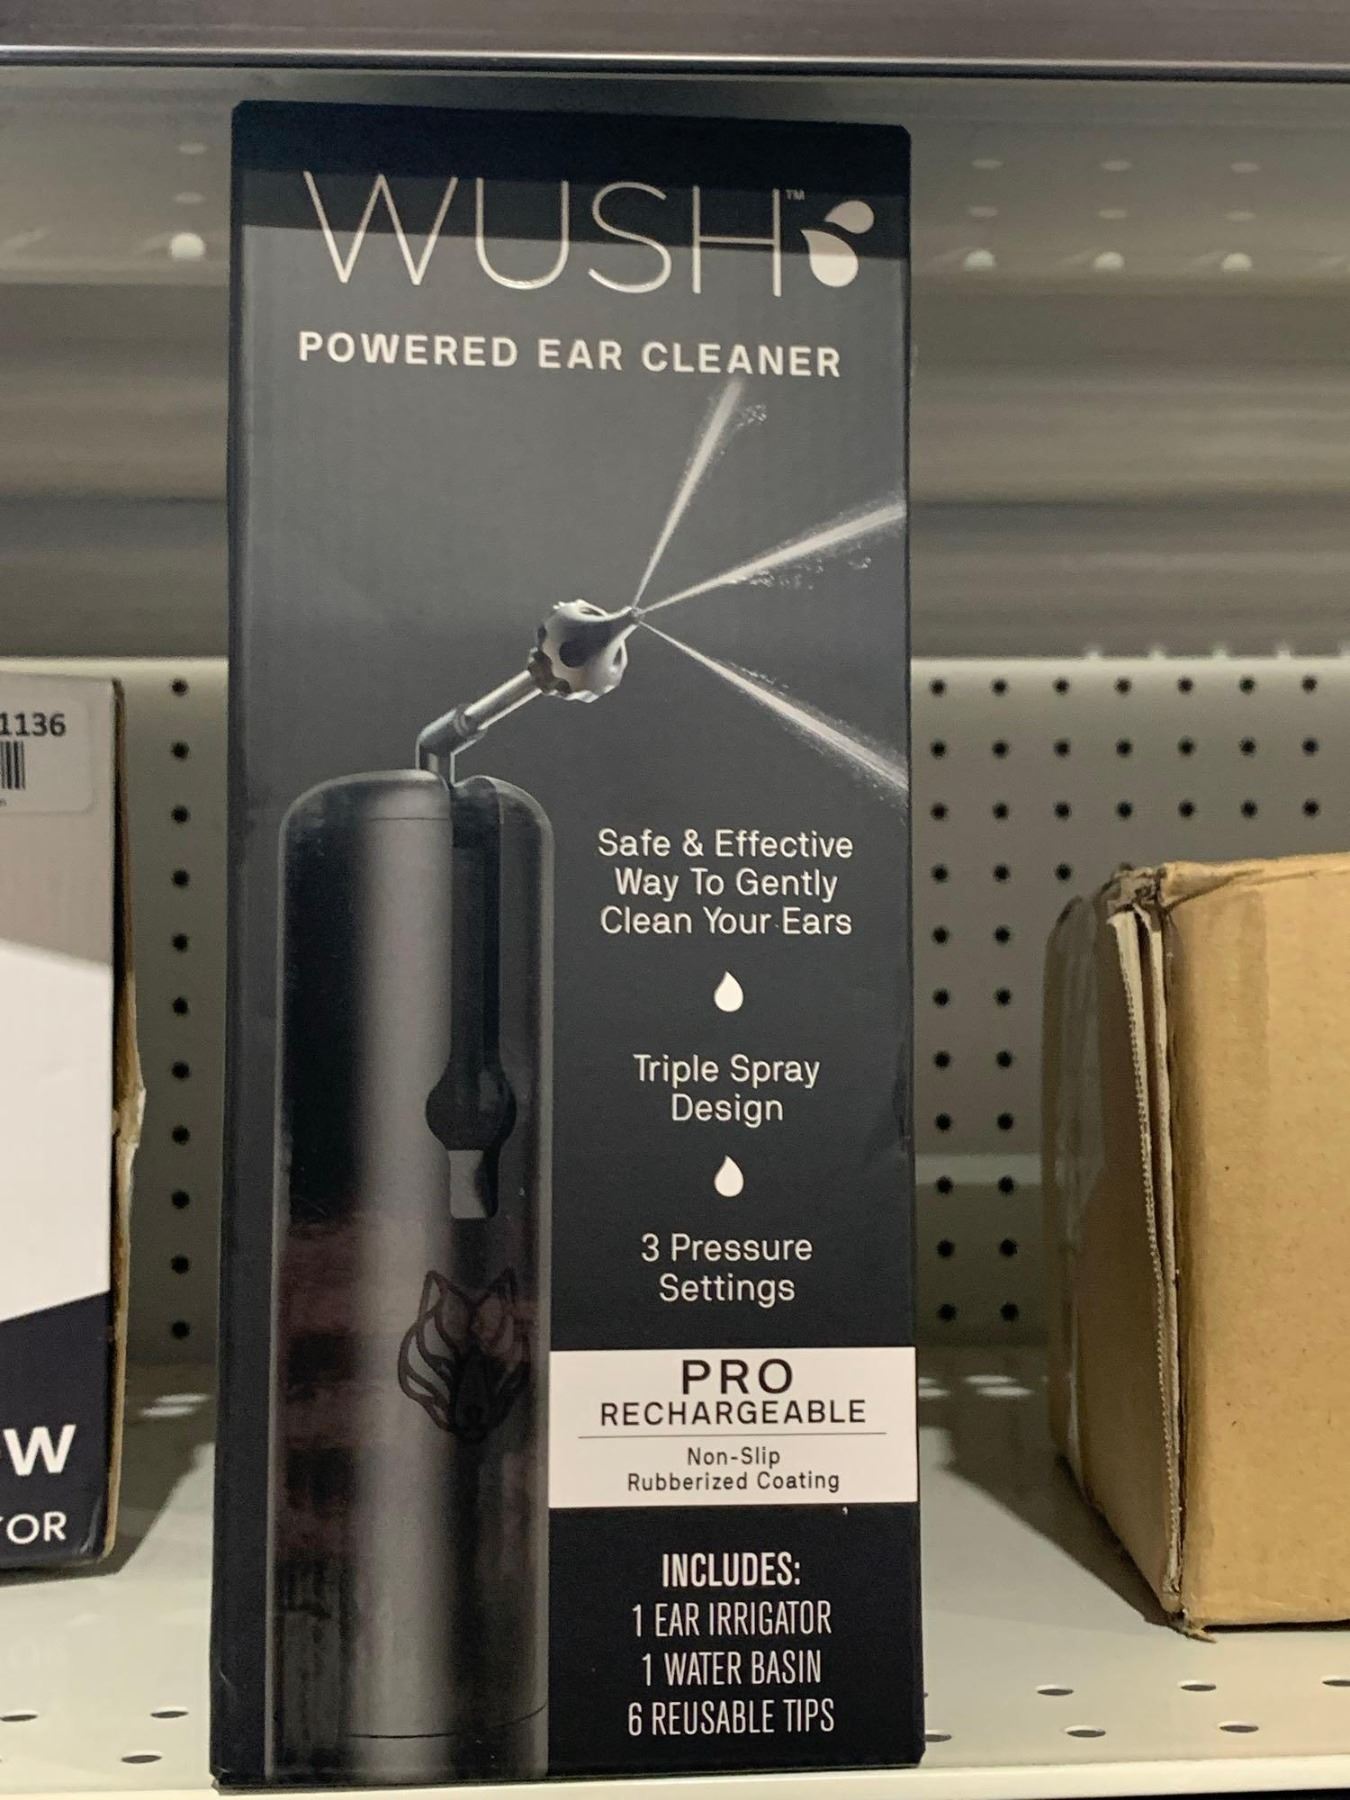 WUSH™
POWERED EAR CLEANER
Safe & Effective
Way To Gently
Clean Your Ears
Triple Spray
Design
3 Pressure
Settings
PRO
RECHARGEABLE
Non-Slip
Rubberized Coating
INCLUDES:
1 EAR IRRIGATOR
1 WATER BASIN
6 REUSABLE TIPS
1136
W
OR